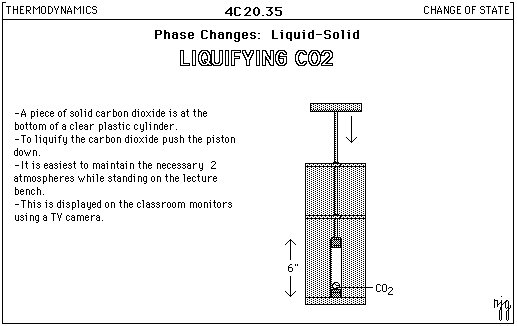 THERMODYNAMICS
4C20.35
CHANGE OF STATE
Phase Changes: Liquid-Solid
LIQUIFYING CO2
-A piece of solid carbon dioxide is at the
bottom of a clear plastic cylinder.
-To liquify the carbon dioxide push the piston
down.
-It is easiest to maintain the necessary 2
atmospheres while standing on the lecture
bench.
-This is displayed on the classroom monitors
using a TV camera.
6"
CO2